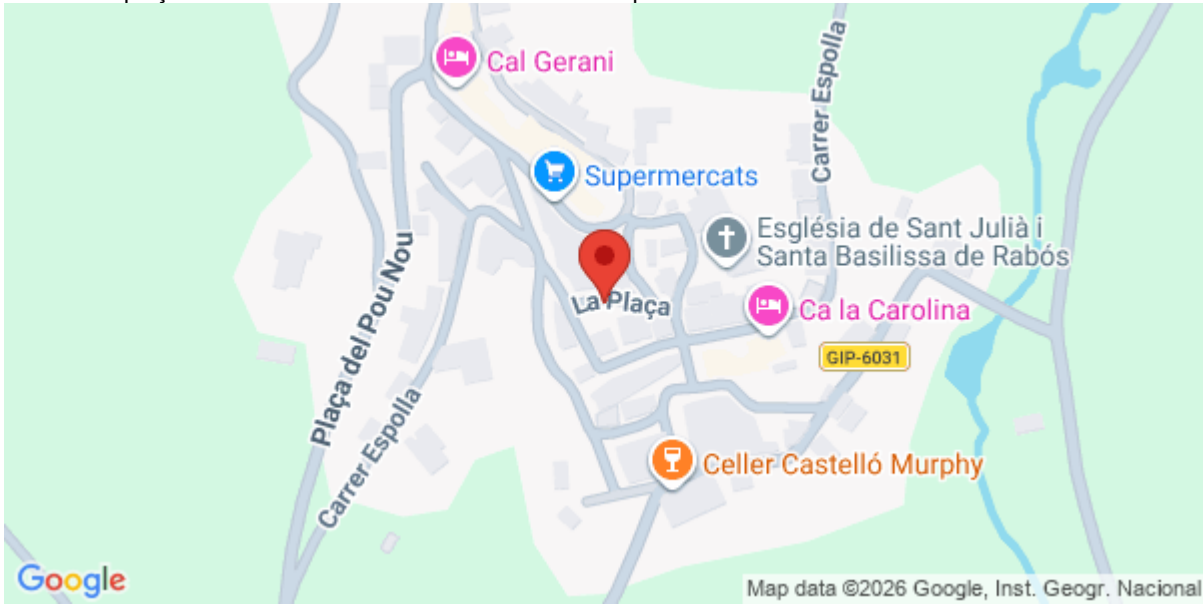 Cal Gerani
Carrer Espolla
Supermercats
Església de Sant Julià i
Santa Basilissa de Rabós
La Plaça
Ca la Carolina
Plaça del Pou Nou
GIP-6031
Carrer Espolla
Celler Castelló Murphy
Google
Map data ©2026 Google, Inst. Geogr. Nacional